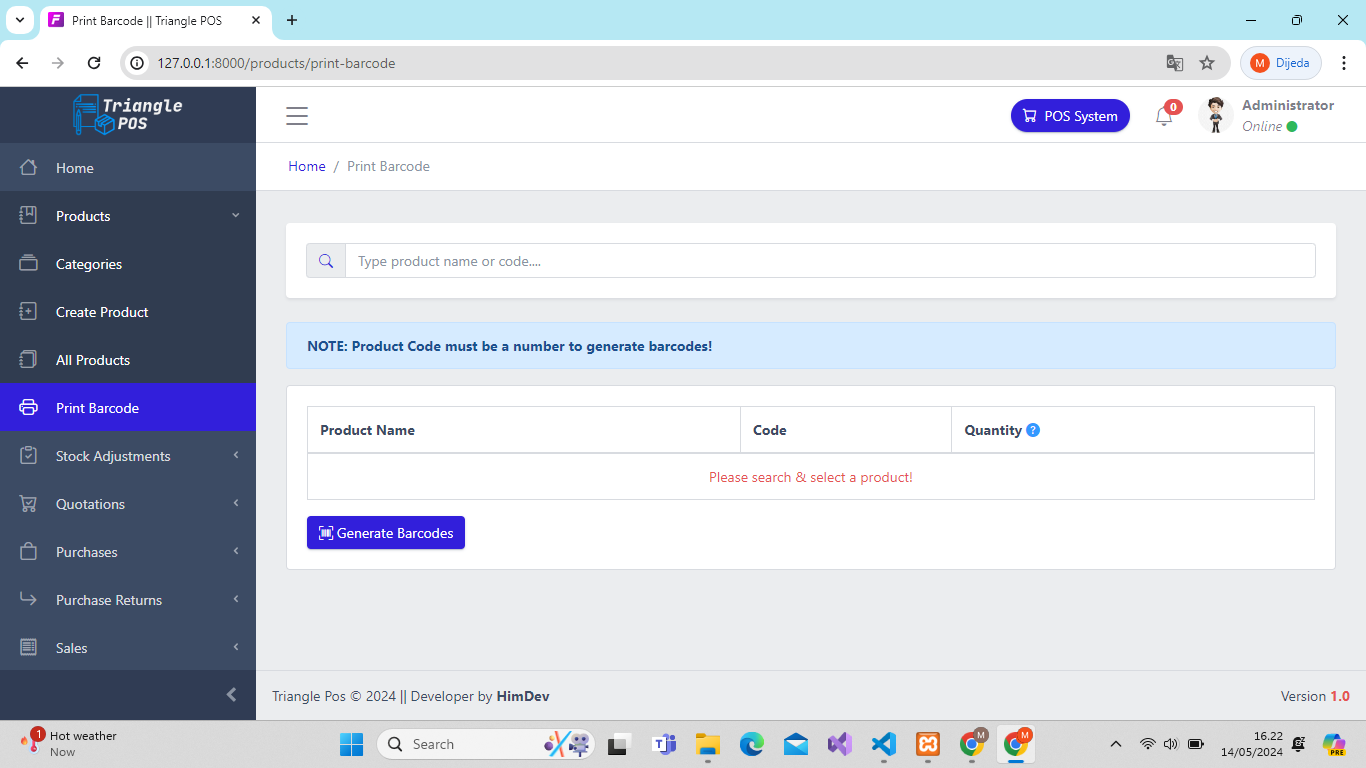 Print Barcode || Triangle POS
127.0.0.1:8000/products/print-barcode
M Dijeda
Triangle
POS
POS System
0
Administrator
Online
Home
Products
Categories
Create Product
All Products
Print Barcode
Stock Adjustments
Quotations
Purchases
Purchase Returns
Sales
Home / Print Barcode
Type product name or code....
NOTE: Product Code must be a number to generate barcodes!
Product Name Code Quantity ?
Please search & select a product!
Generate Barcodes
Triangle Pos © 2024 || Developer by HimDev
Version 1.0
1
Hot weather
Now
Search
M
M
16.22
14/05/2024
PRE